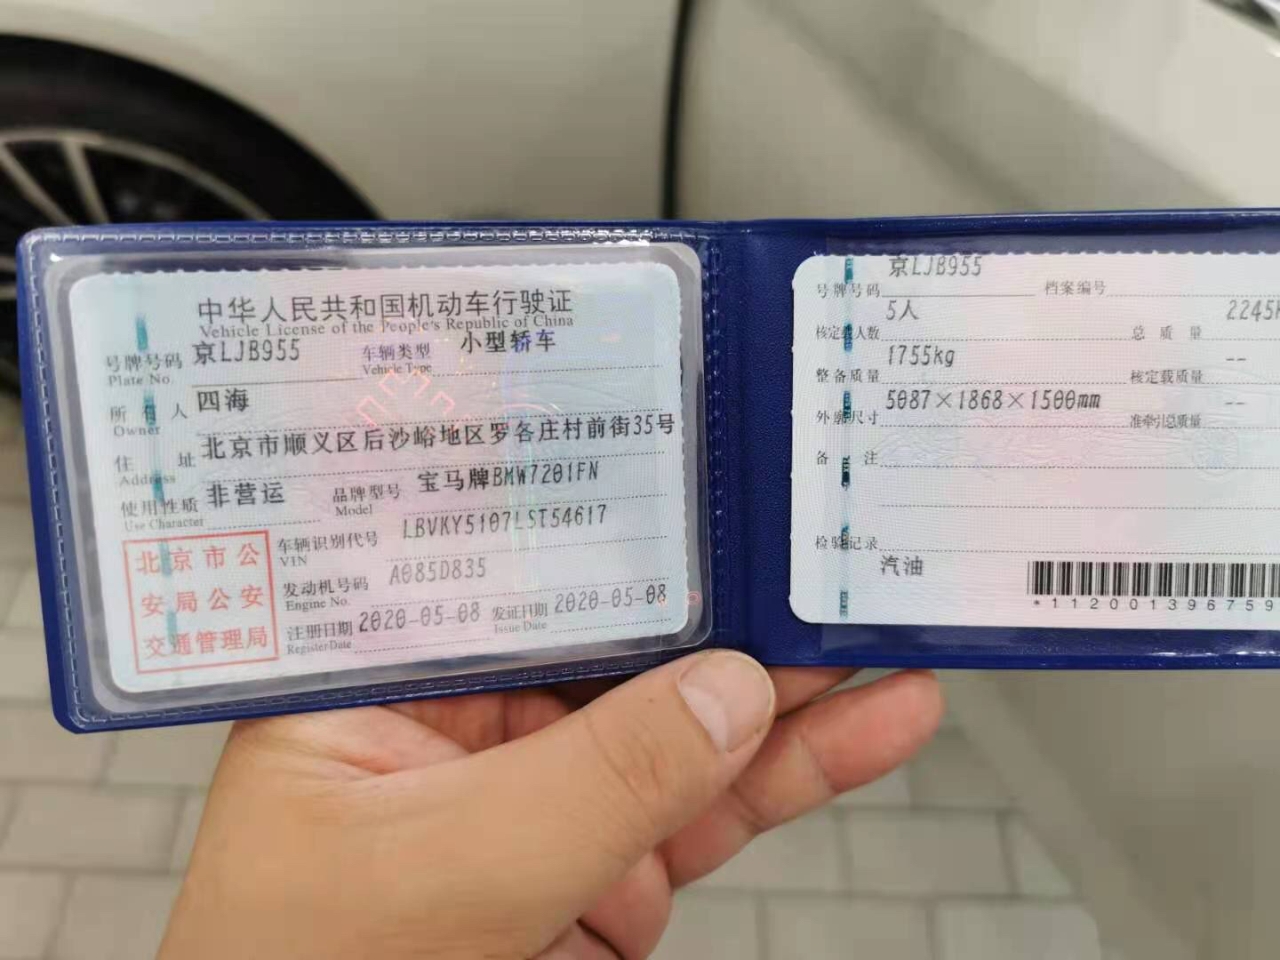 中华人民共和国机动车行驶证
Vehicle License of the People's Republic of China
号牌号码 京LJB955 车辆类型 小型轿车
Plate No. Vehicle Type
所有人 四海
Owner
住址 北京市顺义区后沙峪地区罗各庄村前街35号
Address
使用性质 非营运 品牌型号 宝马牌BMW7201FN
Use Character Model
北京市公安局公安交通管理局
车辆识别代号 LBVKY5107LST54617
VIN
发动机号码 A085D835
Engine No.
注册日期 2020-05-08 发证日期 2020-05-08
Register Date Issue Date
号牌号码 京LJB955 档案编号
核定载人数 5人 总质量 2245
整备质量 1755kg 核定载质量 --
外廓尺寸 5087×1868×1500mm 准牵引总质量 --
备注
检验记录
汽油
*112001396759